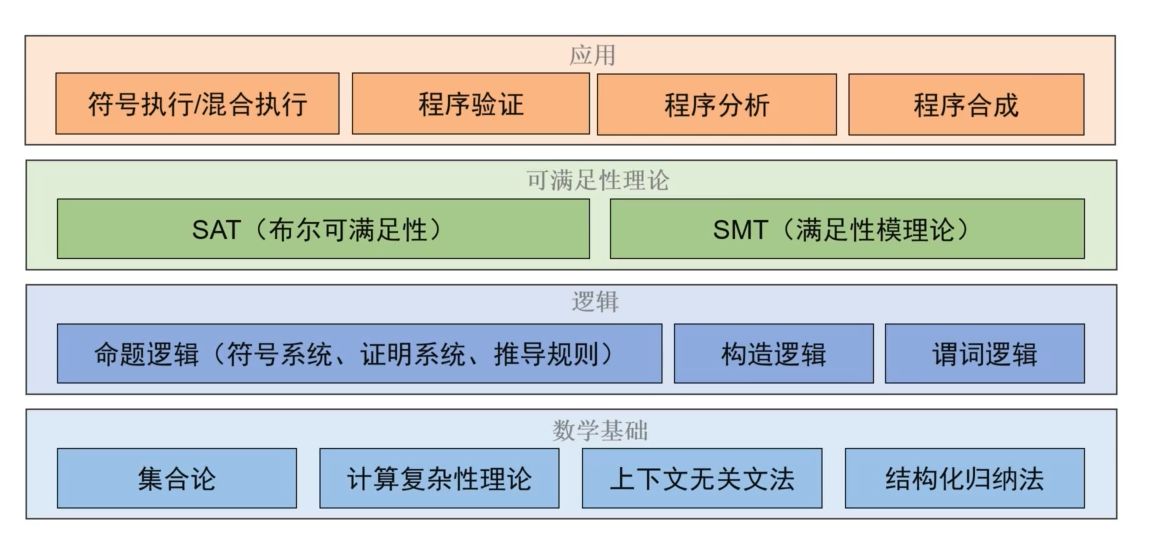 应用
符号执行/混合执行
程序验证
程序分析
程序合成
可满足性理论
SAT（布尔可满足性）
SMT（满足性模理论）
逻辑
命题逻辑（符号系统、证明系统、推导规则）
构造逻辑
谓词逻辑
数学基础
集合论
计算复杂性理论
上下文无关文法
结构化归纳法